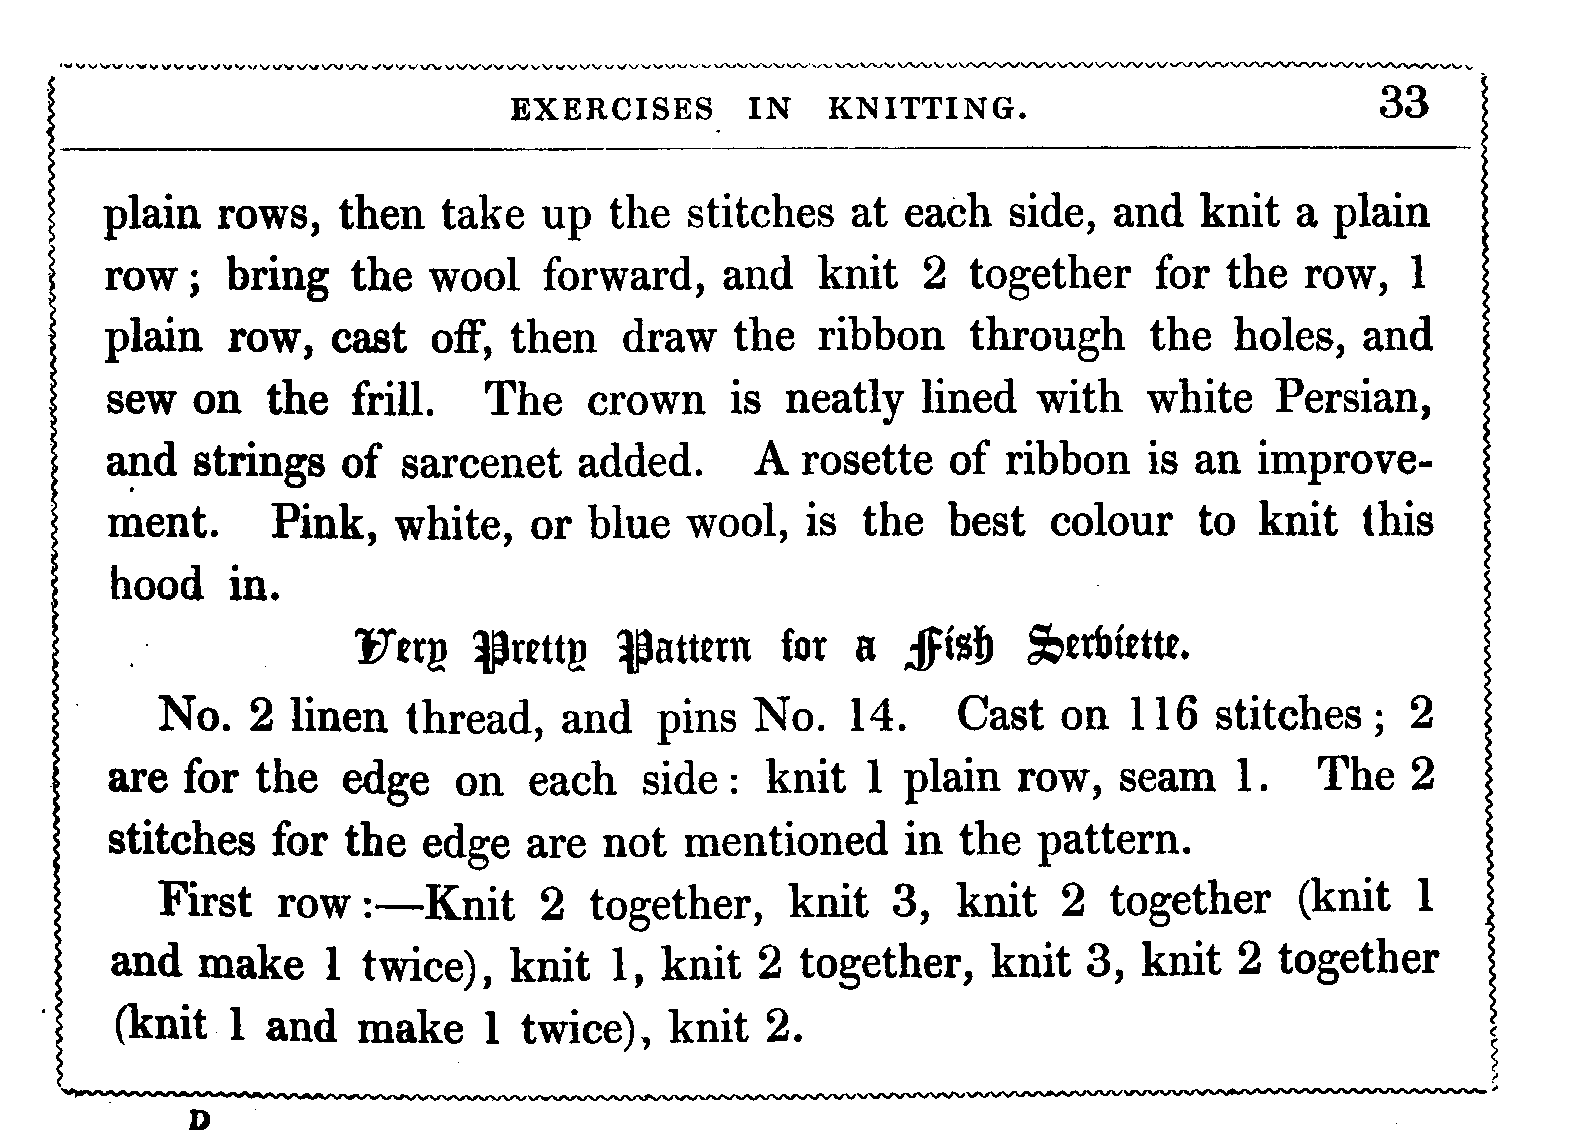 EXERCISES IN KNITTING. 33
plain rows, then take up the stitches at each side, and knit a plain
row; bring the wool forward, and knit 2 together for the row, 1
plain row, cast off, then draw the ribbon through the holes, and
sew on the frill. The crown is neatly lined with white Persian,
and strings of sarcenet added. A rosette of ribbon is an improve-
ment. Pink, white, or blue wool, is the best colour to knit this
hood in.
Very Pretty Pattern for a Fish Serviette.
No. 2 linen thread, and pins No. 14. Cast on 116 stitches; 2
are for the edge on each side: knit 1 plain row, seam 1. The 2
stitches for the edge are not mentioned in the pattern.
First row:—Knit 2 together, knit 3, knit 2 together (knit 1
and make 1 twice), knit 1, knit 2 together, knit 3, knit 2 together
(knit 1 and make 1 twice), knit 2.
D